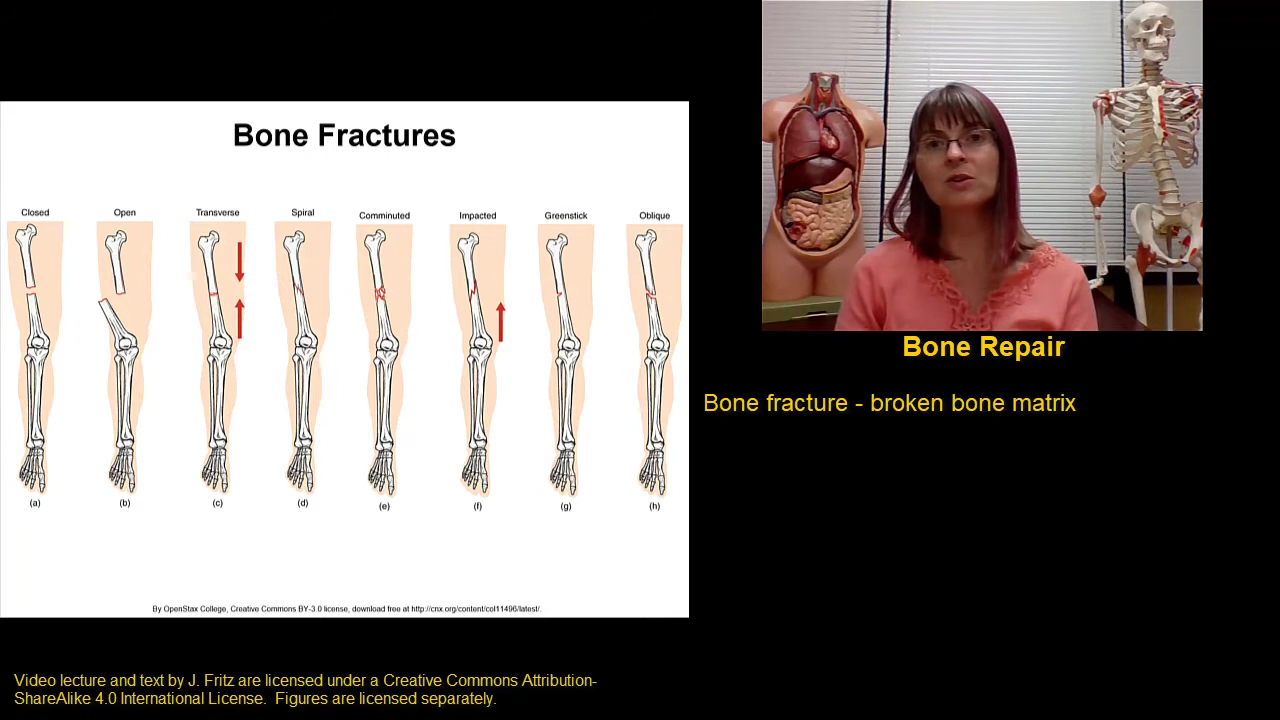 Bone Fractures
Closed
Open
Transverse
Spiral
Comminuted
Impacted
Greenstick
Oblique
(a)
(b)
(c)
(d)
(e)
(f)
(g)
(h)
By OpenStax College, Creative Commons BY-3.0 license, download free at http://cnx.org/content/col11496/latest/.
Bone Repair
Bone fracture - broken bone matrix
Video lecture and text by J. Fritz are licensed under a Creative Commons Attribution-
ShareAlike 4.0 International License.  Figures are licensed separately.